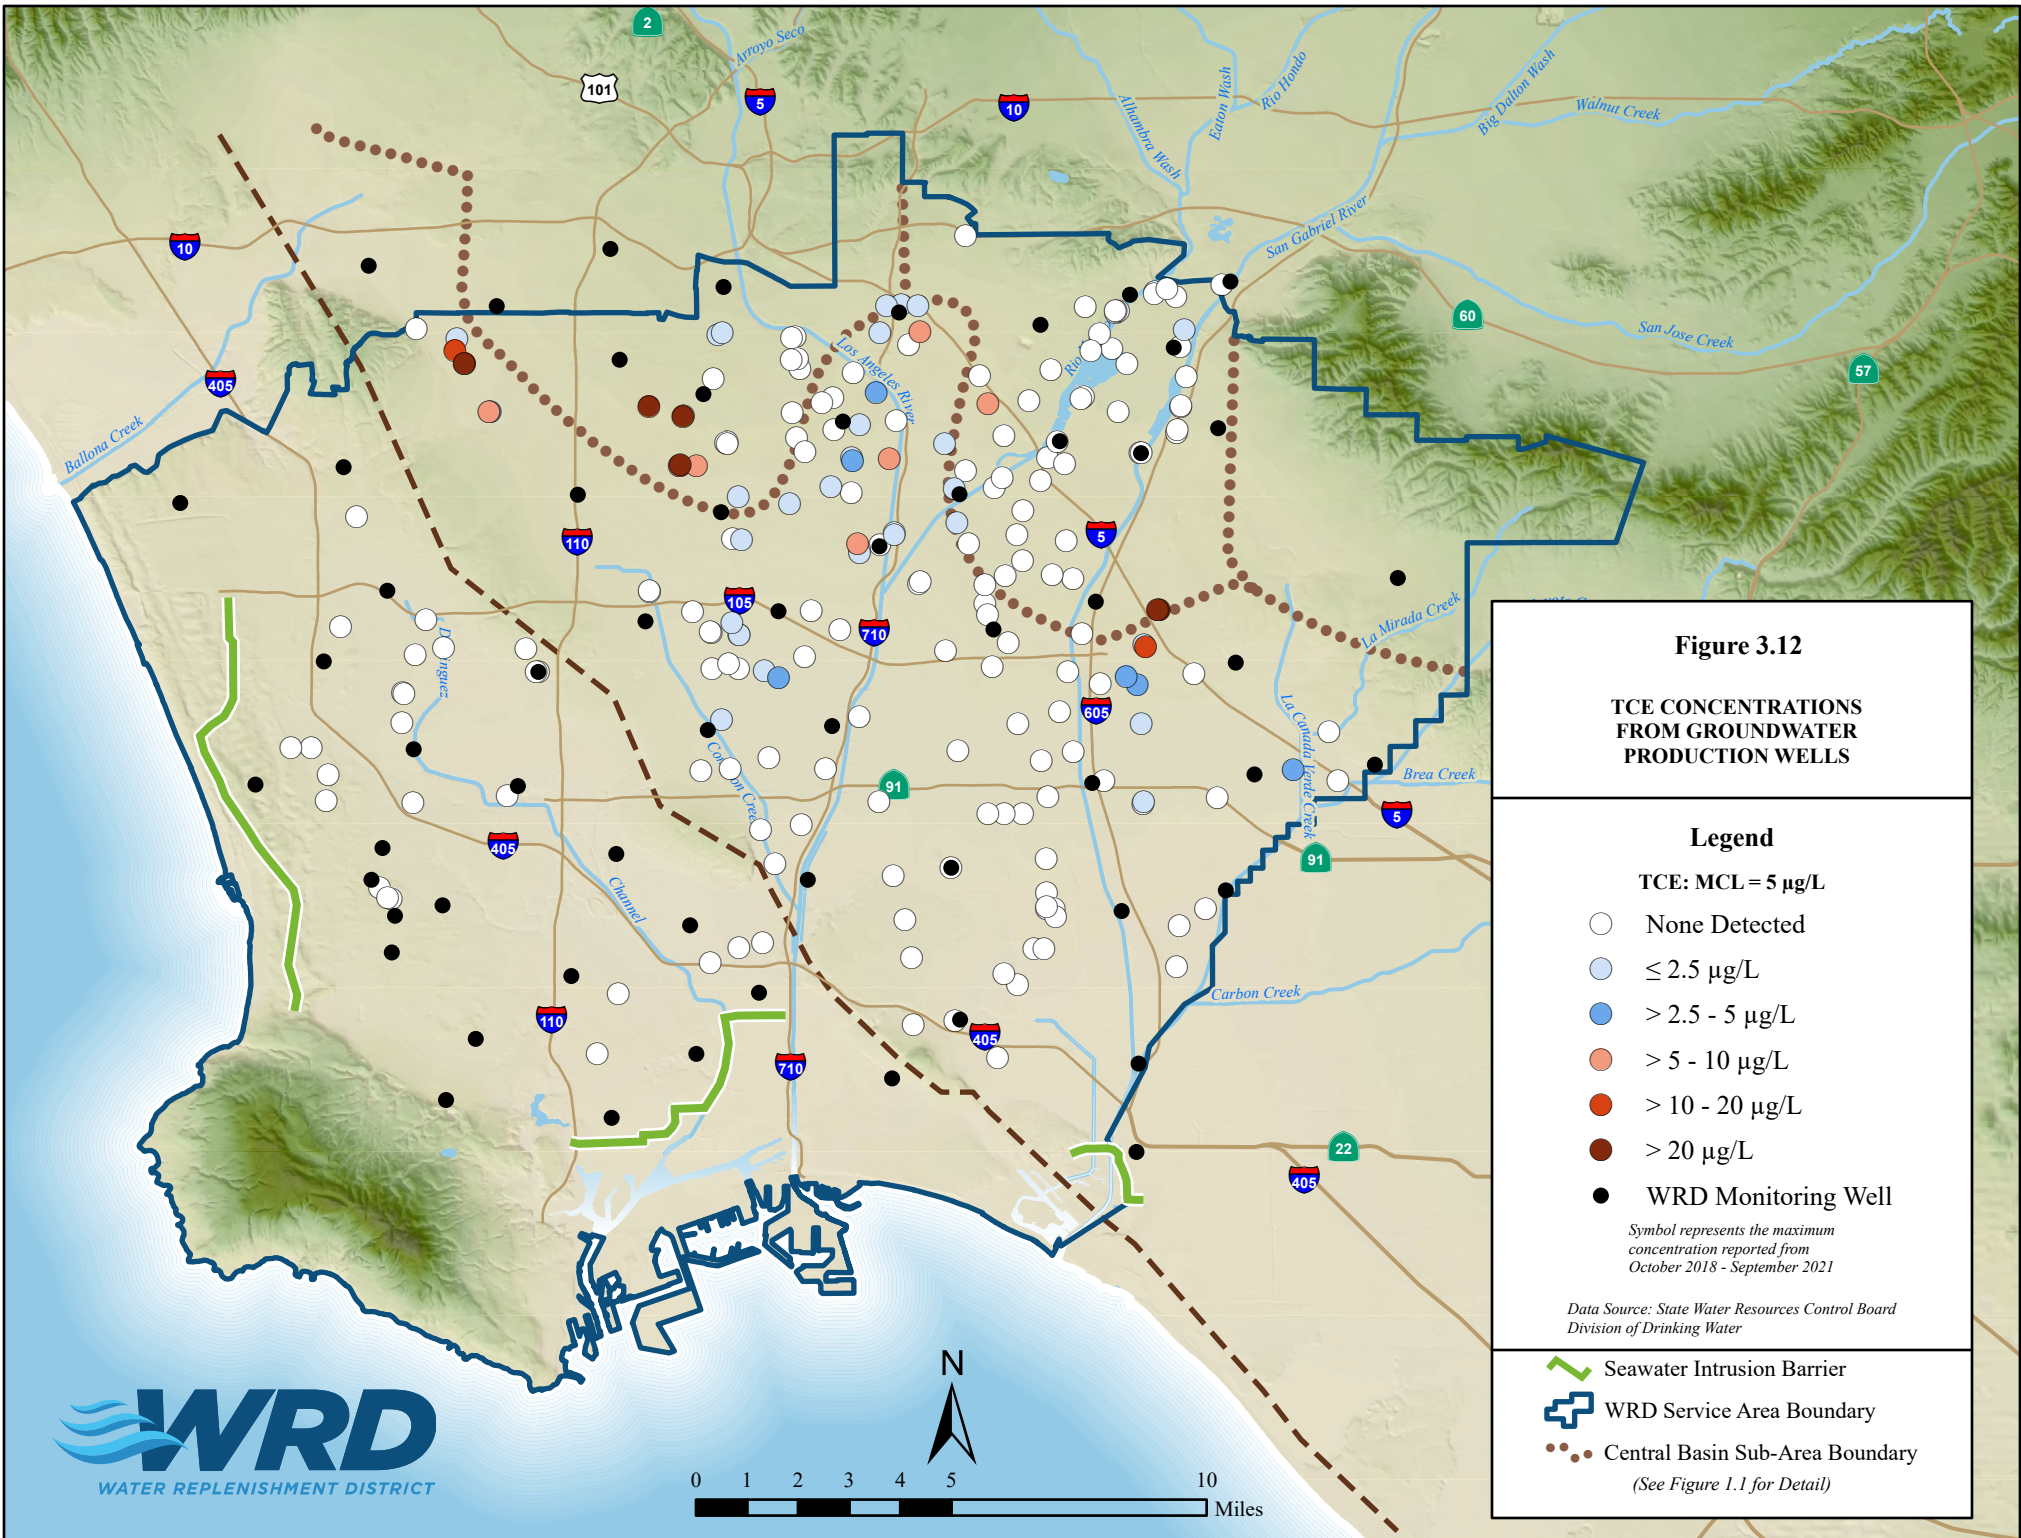 2
Arroyo Seco
101
5
10
Alhambra Wash
Eaton Wash
Rio Hondo
Big Dalton Wash
Walnut Creek
10
San Gabriel River
60
San Jose Creek
57
405
Ballona Creek
Los Angeles River
110
5
105
710
La Mirada Creek
605
La Canada Verde Creek
Brea Creek
91
5
405
91
Channel
Carbon Creek
110
405
710
22
405
Figure 3.12
TCE CONCENTRATIONS
FROM GROUNDWATER
PRODUCTION WELLS
Legend
TCE: MCL = 5 µg/L
None Detected
≤ 2.5 µg/L
> 2.5 - 5 µg/L
> 5 - 10 µg/L
> 10 - 20 µg/L
> 20 µg/L
WRD Monitoring Well
Symbol represents the maximum
concentration reported from
October 2018 - September 2021
Data Source: State Water Resources Control Board
Division of Drinking Water
Seawater Intrusion Barrier
WRD Service Area Boundary
Central Basin Sub-Area Boundary
(See Figure 1.1 for Detail)
WRD
WATER REPLENISHMENT DISTRICT
N
0 1 2 3 4 5 10
Miles